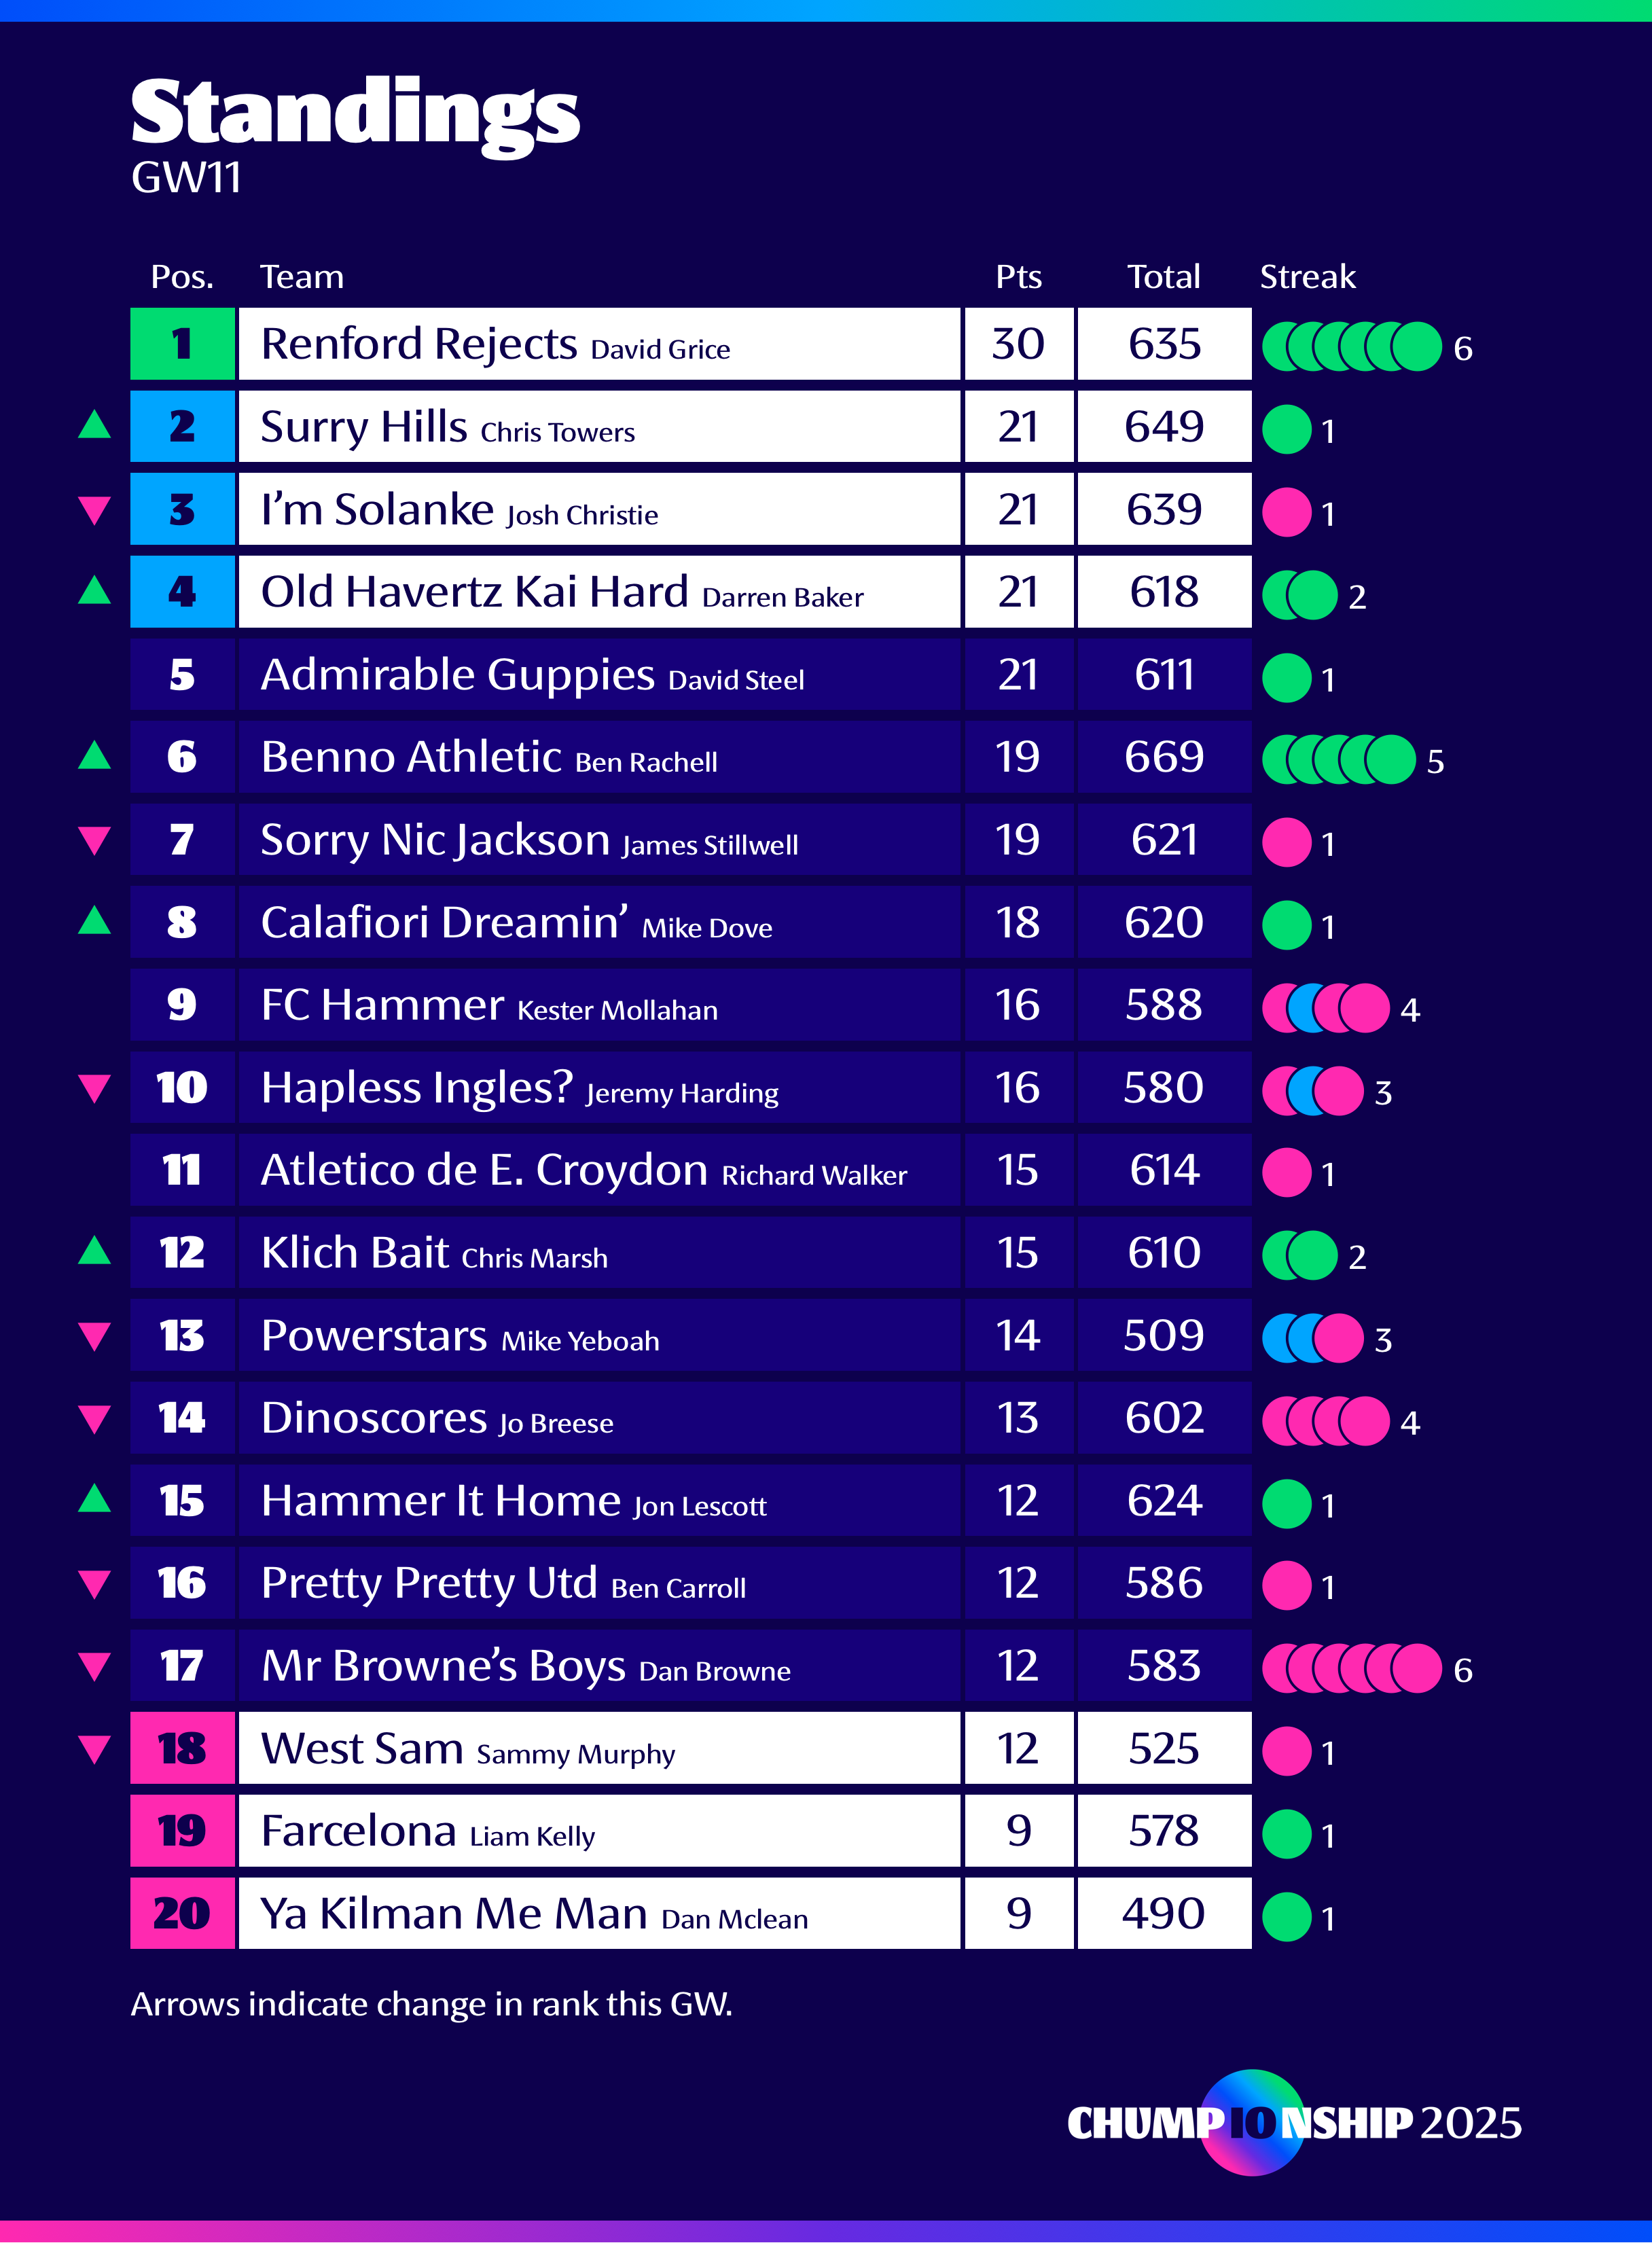 Standings
GW11
Pos. Team Pts Total Streak
1 Renford Rejects David Grice 30 635 6
2 Surry Hills Chris Towers 21 649 1
3 I’m Solanke Josh Christie 21 639 1
4 Old Havertz Kai Hard Darren Baker 21 618 2
5 Admirable Guppies David Steel 21 611 1
6 Benno Athletic Ben Rachell 19 669 5
7 Sorry Nic Jackson James Stillwell 19 621 1
8 Calafiori Dreamin’ Mike Dove 18 620 1
9 FC Hammer Kester Mollahan 16 588 4
10 Hapless Ingles? Jeremy Harding 16 580 3
11 Atletico de E. Croydon Richard Walker 15 614 1
12 Klich Bait Chris Marsh 15 610 2
13 Powerstars Mike Yeboah 14 509 3
14 Dinoscores Jo Breese 13 602 4
15 Hammer It Home Jon Lescott 12 624 1
16 Pretty Pretty Utd Ben Carroll 12 586 1
17 Mr Browne’s Boys Dan Browne 12 583 6
18 West Sam Sammy Murphy 12 525 1
19 Farcelona Liam Kelly 9 578 1
20 Ya Kilman Me Man Dan Mclean 9 490 1
Arrows indicate change in rank this GW.
CHUMPIONSHIP 2025